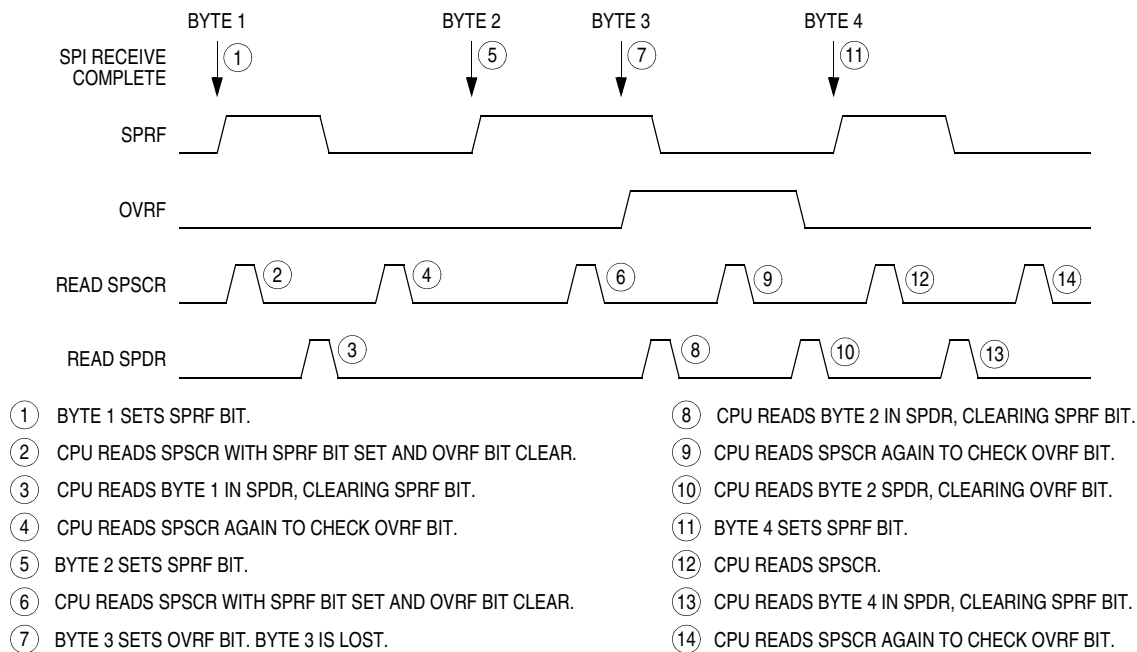 BYTE 1 BYTE 2 BYTE 3 BYTE 4
SPI RECEIVE
COMPLETE
1 5 7 11
SPRF
OVRF
READ SPSCR
2 4 6 9 12 14
READ SPDR
3 8 10 13
1 BYTE 1 SETS SPRF BIT.
2 CPU READS SPSCR WITH SPRF BIT SET AND OVRF BIT CLEAR.
3 CPU READS BYTE 1 IN SPDR, CLEARING SPRF BIT.
4 CPU READS SPSCR AGAIN TO CHECK OVRF BIT.
5 BYTE 2 SETS SPRF BIT.
6 CPU READS SPSCR WITH SPRF BIT SET AND OVRF BIT CLEAR.
7 BYTE 3 SETS OVRF BIT. BYTE 3 IS LOST.
8 CPU READS BYTE 2 IN SPDR, CLEARING SPRF BIT.
9 CPU READS SPSCR AGAIN TO CHECK OVRF BIT.
10 CPU READS BYTE 2 SPDR, CLEARING OVRF BIT.
11 BYTE 4 SETS SPRF BIT.
12 CPU READS SPSCR.
13 CPU READS BYTE 4 IN SPDR, CLEARING SPRF BIT.
14 CPU READS SPSCR AGAIN TO CHECK OVRF BIT.